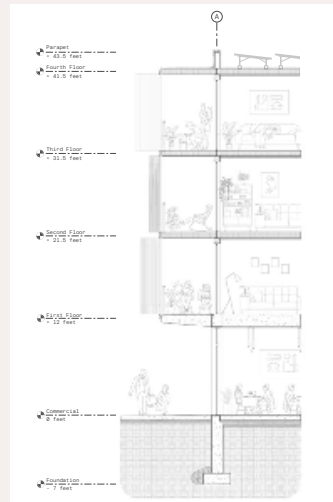 A
Parapet
+ 43.5 feet
Fourth Floor
+ 41.5 feet
Third Floor
+ 31.5 feet
Second Floor
+ 21.5 feet
First Floor
+ 12 feet
Commercial
0 feet
Foundation
- 7 feet